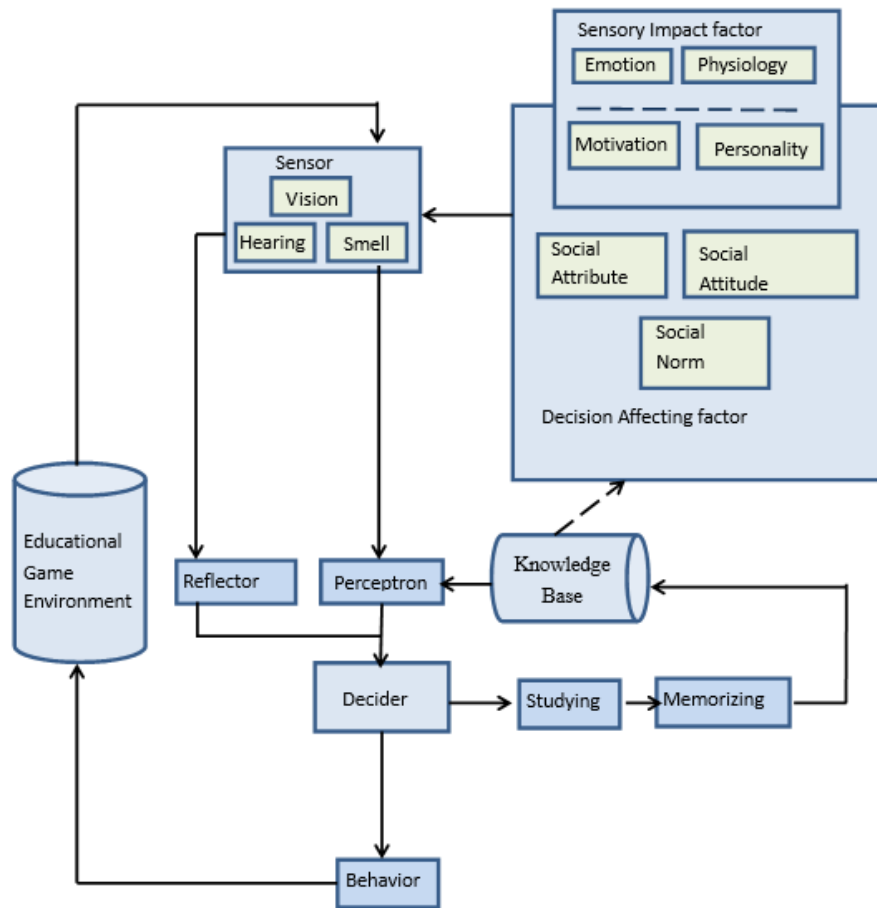 Sensory Impact factor
Emotion
Physiology
Motivation
Personality
Sensor
Vision
Hearing
Smell
Social
Attribute
Social
Attitude
Social
Norm
Decision Affecting factor
Educational
Game
Environment
Reflector
Perceptron
Knowledge
Base
Decider
Studying
Memorizing
Behavior